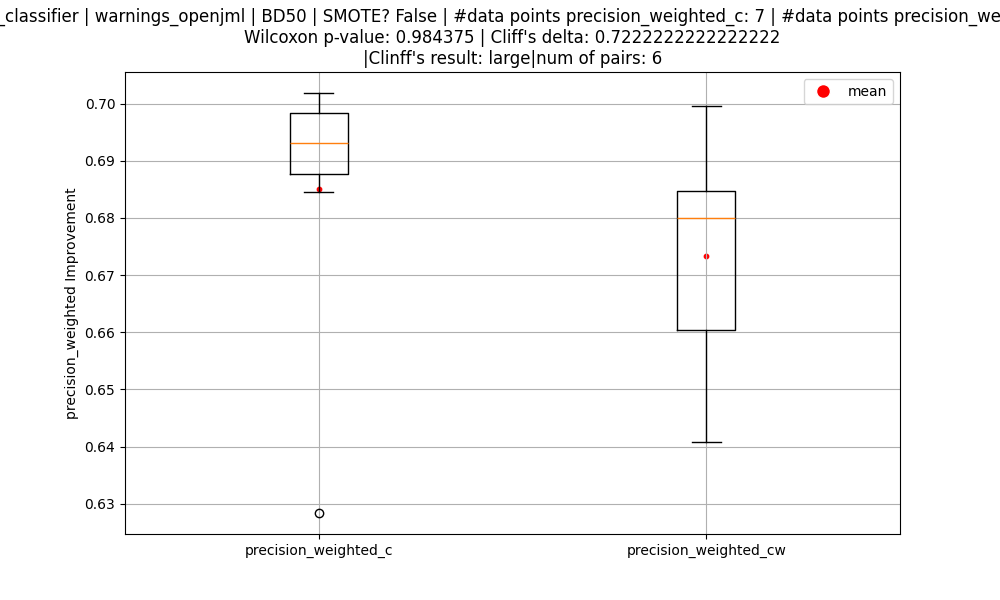 _classifier | warnings_openjml | BD50 | SMOTE? False | #data points precision_weighted_c: 7 | #data points precision_we
Wilcoxon p-value: 0.984375 | Cliff's delta: 0.7222222222222222
|Clinff's result: large|num of pairs: 6
mean
0.70
0.69
0.68
0.67
0.66
0.65
0.64
0.63
precision_weighted Improvement
precision_weighted_c
precision_weighted_cw